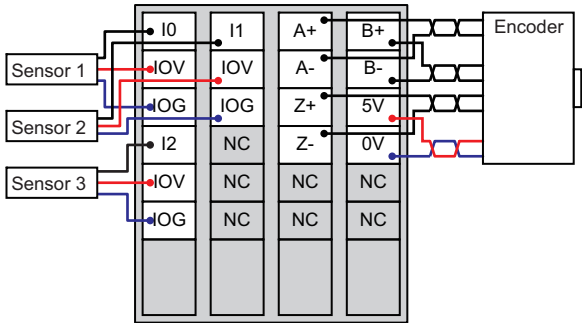 I0 I1 A+ B+ Encoder
Sensor 1 IOV IOV A- B-
IOG IOG Z+ 5V
Sensor 2
I2 NC Z- 0V
Sensor 3 IOV NC NC NC
IOG NC NC NC